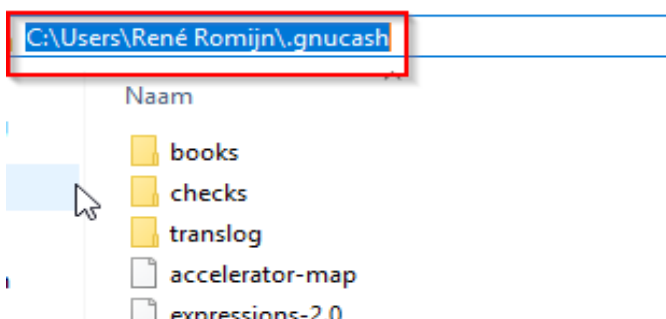 C:\Users\René Romijn\.gnucash
Naam
books
checks
translog
accelerator-map
expressions-2.0